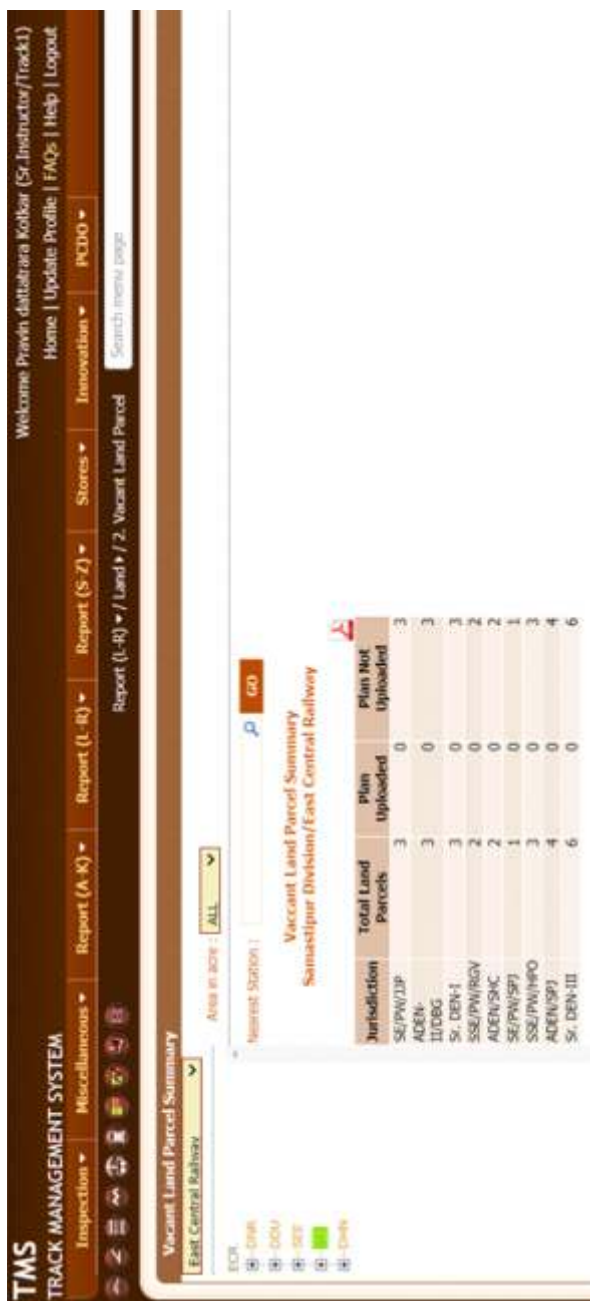 Welcome Pravin dattatrara Kolkar (Sr.Instructor/Track1)
TMS
TRACK MANAGEMENT SYSTEM
Home | Update Profile | FAQs | Help | Logout
Inspection Miscellaneous Report (A-K) Report (L-R) Report (S-Z) Stores Innovation PCDO
Report (L-R) / Land / 2. Vacant Land Parcel Search menu page
Vacant Land Parcel Summary
East Central Railway Area in acre : ALL
ECR
DNR
DDU
SEE
DHN
Nearest Station : GO
Vaccant Land Parcel Summary
Samastipur Division/East Central Railway
Jurisdiction Total Land Parcels Plan Uploaded Plan Not Uploaded
SE/PW/JJP 3 0 3
ADEN-II/DBG 3 0 3
Sr. DEN-I 3 0 3
SSE/PW/RGV 2 0 2
ADEN/SHC 2 0 2
SE/PW/SPJ 1 0 1
SSE/PW/HPO 3 0 3
ADEN/SPJ 4 0 4
Sr. DEN-III 6 0 6